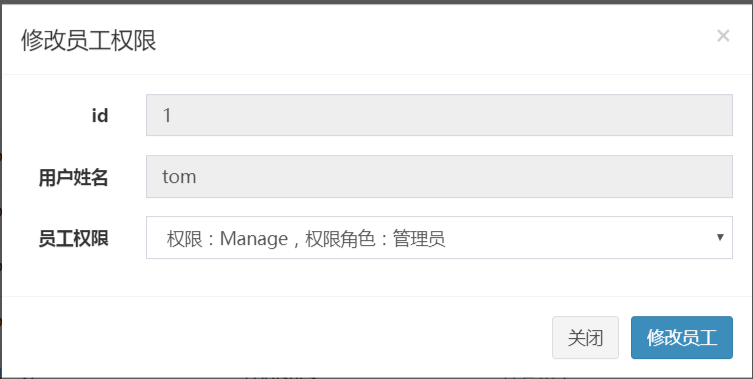 修改员工权限
×
id
1
用户姓名
tom
员工权限
权限：Manage，权限角色：管理员
关闭
修改员工